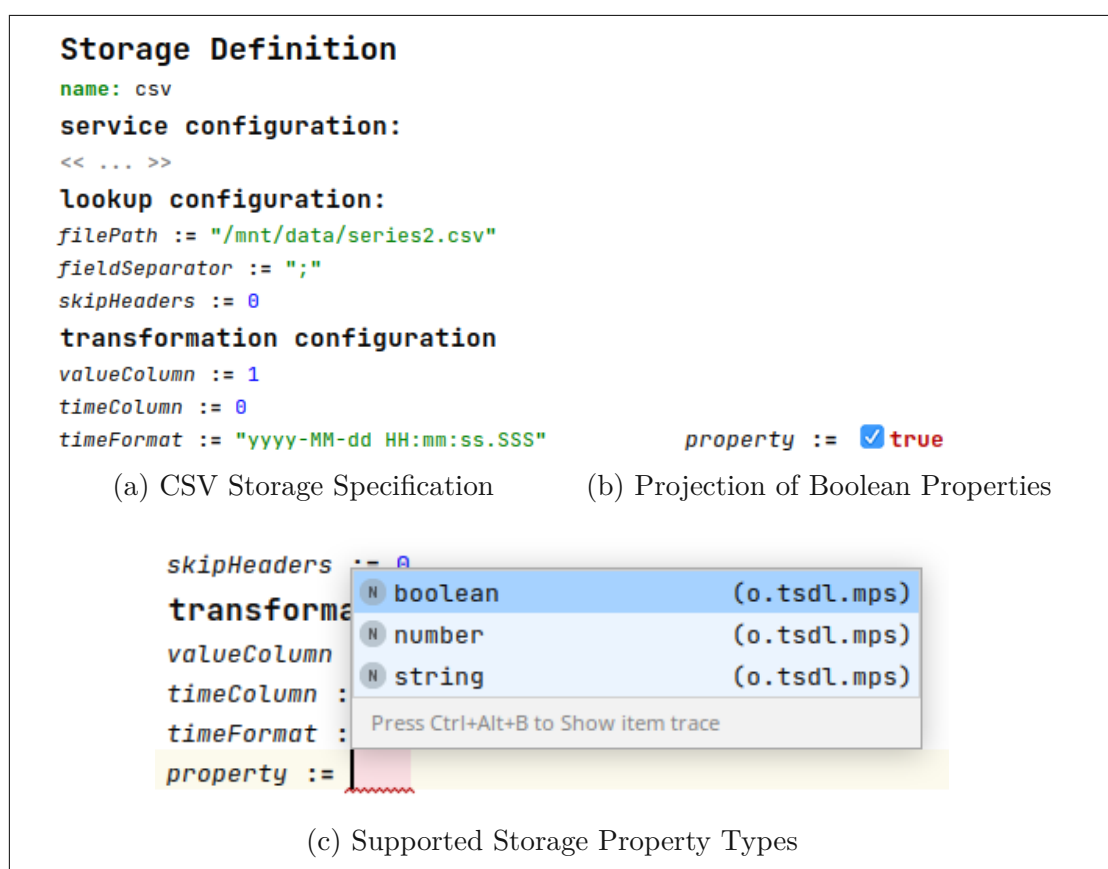 Storage Definition
name: csv
service configuration:
<< ... >>
lookup configuration:
filePath := "/mnt/data/series2.csv"
fieldSeparator := ";"
skipHeaders := 0
transformation configuration
valueColumn := 1
timeColumn := 0
timeFormat := "yyyy-MM-dd HH:mm:ss.SSS"
property := true
(a) CSV Storage Specification
(b) Projection of Boolean Properties
skipHeaders := 0
transforma
N boolean (o.tsdl.mps)
valueColumn
N number (o.tsdl.mps)
timeColumn :
N string (o.tsdl.mps)
timeFormat :
Press Ctrl+Alt+B to Show item trace
property :=
(c) Supported Storage Property Types